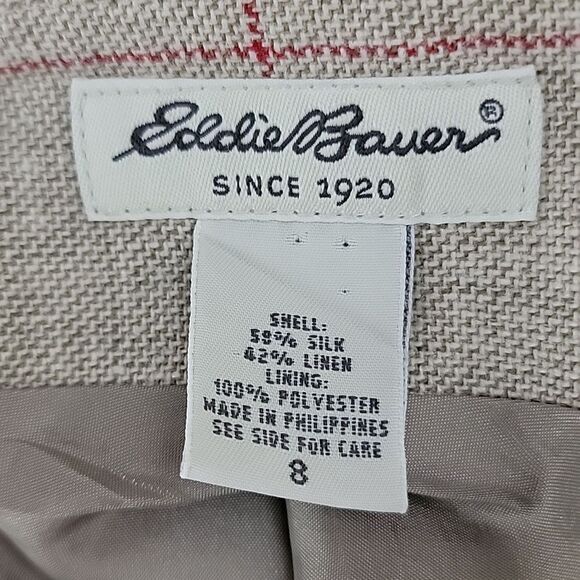 Eddie Bauer®
SINCE 1920
SHELL:
58% SILK
42% LINEN
LINING:
100% POLYESTER
MADE IN PHILIPPINES
SEE SIDE FOR CARE
8